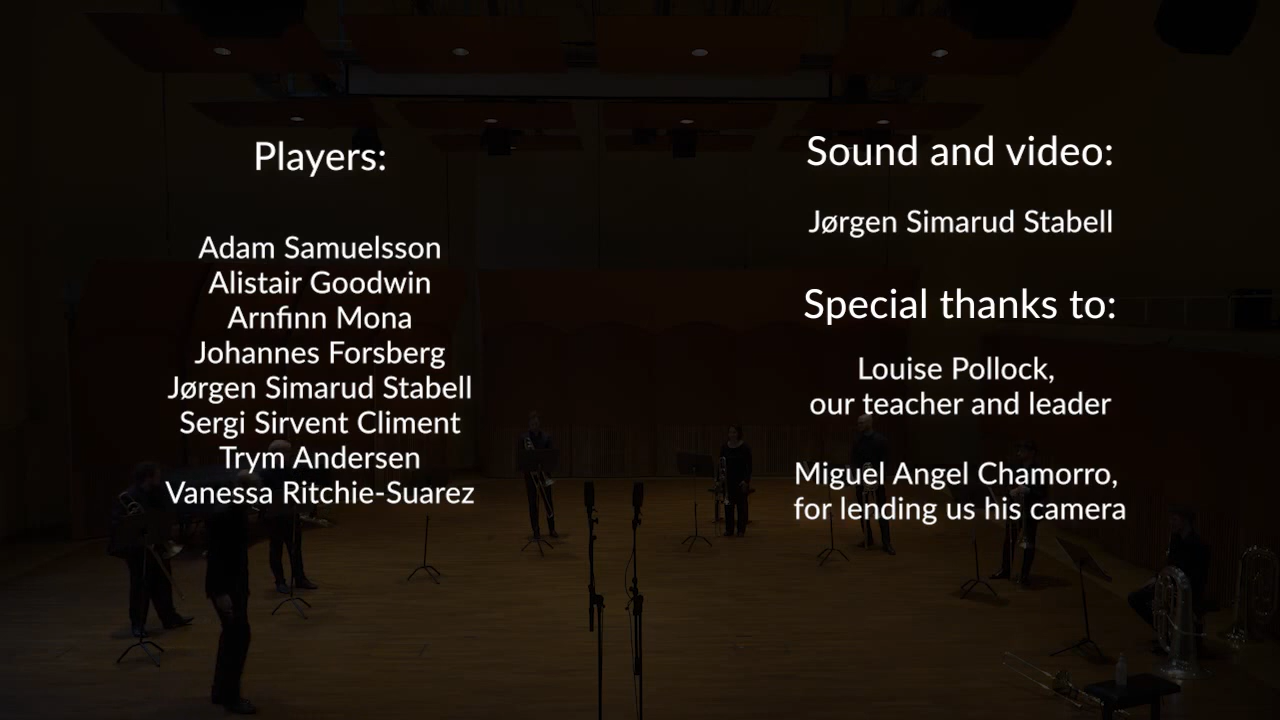 Players:
Adam Samuelsson
Alistair Goodwin
Arnfinn Mona
Johannes Forsberg
Jørgen Simarud Stabell
Sergi Sirvent Climent
Trym Andersen
Vanessa Ritchie-Suarez
Sound and video:
Jørgen Simarud Stabell
Special thanks to:
Louise Pollock,
our teacher and leader
Miguel Angel Chamorro,
for lending us his camera